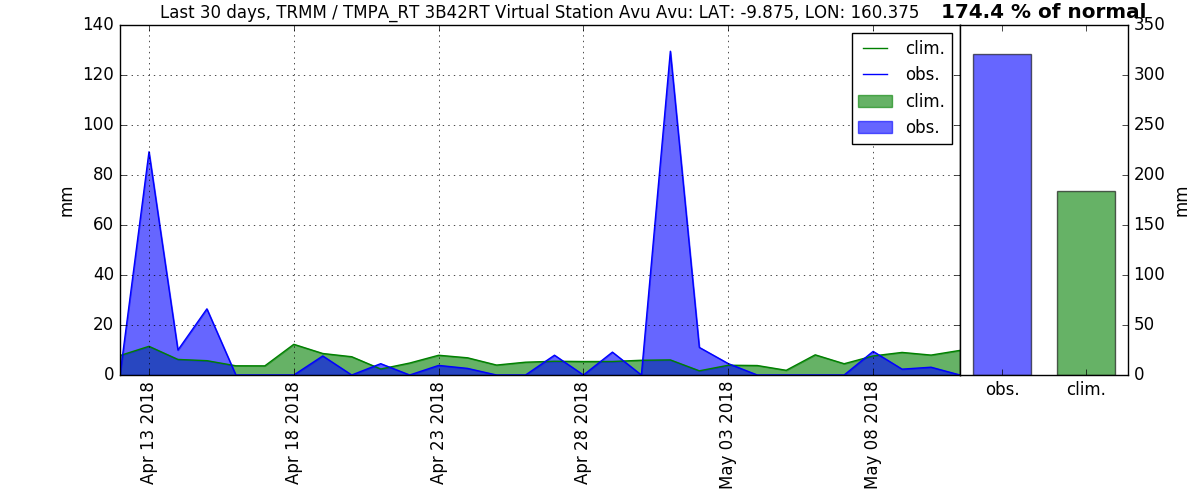 Last 30 days, TRMM / TMPA_RT 3B42RT Virtual Station Avu Avu: LAT: -9.875, LON: 160.375
174.4 % of normal
140
120
100
80
60
40
20
0
mm
clim.
obs.
clim.
obs.
Apr 13 2018
Apr 18 2018
Apr 23 2018
Apr 28 2018
May 03 2018
May 08 2018
350
300
250
200
150
100
50
0
mm
obs.
clim.